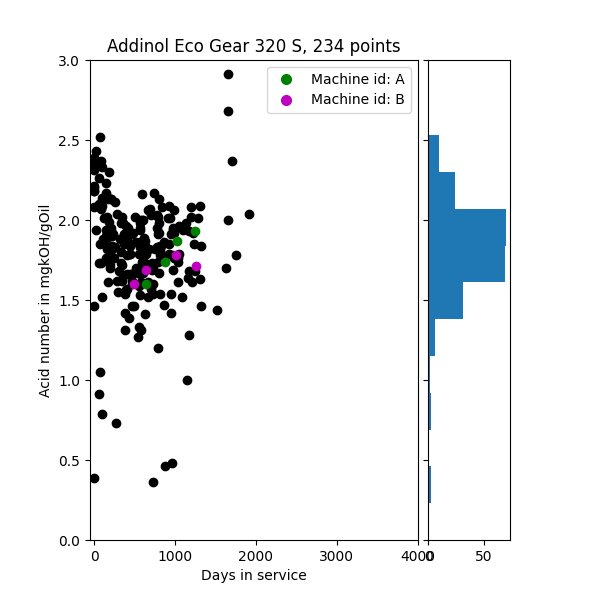 Addinol Eco Gear 320 S, 234 points
Machine id: A
Machine id: B
Acid number in mgkOH/gOil
3.0
2.5
2.0
1.5
1.0
0.5
0.0
0
1000
2000
3000
4000
0
50
Days in service